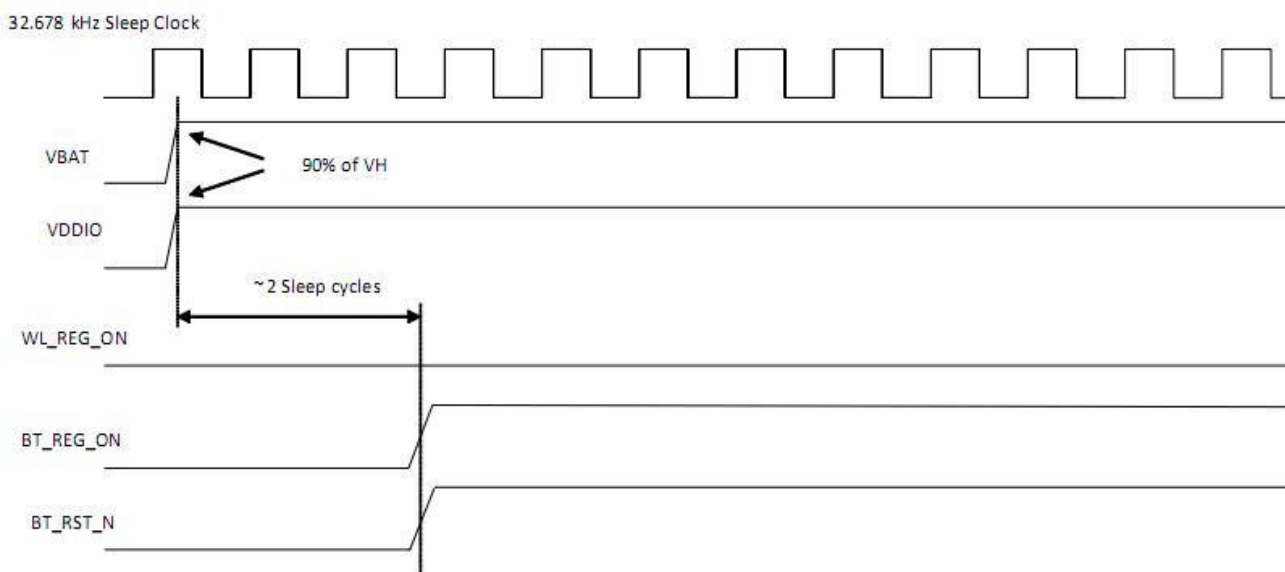 32.678 kHz Sleep Clock
VBAT
90% of VH
VDDIO
~2 Sleep cycles
WL_REG_ON
BT_REG_ON
BT_RST_N